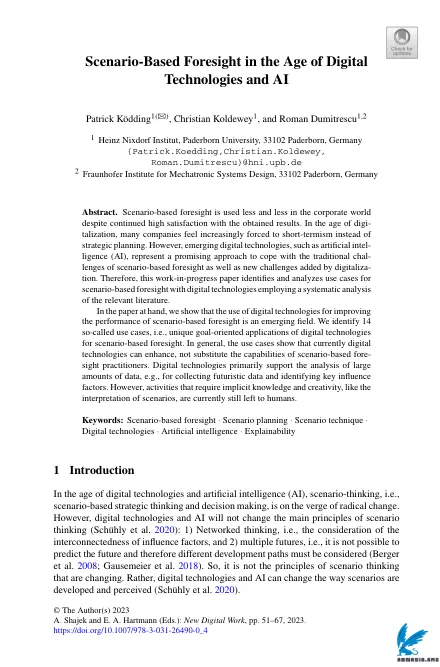 Check for
updates
Scenario-Based Foresight in the Age of Digital
Technologies and AI
Patrick Ködding1(✉), Christian Koldewey1, and Roman Dumitrescu1,2
1 Heinz Nixdorf Institut, Paderborn University, 33102 Paderborn, Germany
{Patrick.Koedding,Christian.Koldewey,
Roman.Dumitrescu}@hni.upb.de
2 Fraunhofer Institute for Mechatronic Systems Design, 33102 Paderborn, Germany
Abstract. Scenario-based foresight is used less and less in the corporate world
despite continued high satisfaction with the obtained results. In the age of digi-
talization, many companies feel increasingly forced to short-termism instead of
strategic planning. However, emerging digital technologies, such as artificial intel-
ligence (AI), represent a promising approach to cope with the traditional chal-
lenges of scenario-based foresight as well as new challenges added by digitaliza-
tion. Therefore, this work-in-progress paper identifies and analyzes use cases for
scenario-based foresight with digital technologies employing a systematic analysis
of the relevant literature.
In the paper at hand, we show that the use of digital technologies for improving
the performance of scenario-based foresight is an emerging field. We identify 14
so-called use cases, i.e., unique goal-oriented applications of digital technologies
for scenario-based foresight. In general, the use cases show that currently digital
technologies can enhance, not substitute the capabilities of scenario-based fore-
sight practitioners. Digital technologies primarily support the analysis of large
amounts of data, e.g., for collecting futuristic data and identifying key influence
factors. However, activities that require implicit knowledge and creativity, like the
interpretation of scenarios, are currently still left to humans.
Keywords: Scenario-based foresight · Scenario planning · Scenario technique ·
Digital technologies · Artificial intelligence · Explainability
1 Introduction
In the age of digital technologies and artificial intelligence (AI), scenario-thinking, i.e.,
scenario-based strategic thinking and decision making, is on the verge of radical change.
However, digital technologies and AI will not change the main principles of scenario
thinking (Schühly et al. 2020): 1) Networked thinking, i.e., the consideration of the
interconnectedness of influence factors, and 2) multiple futures, i.e., it is not possible to
predict the future and therefore different development paths must be considered (Berger
et al. 2008; Gausemeier et al. 2018). So, it is not the principles of scenario thinking
that are changing. Rather, digital technologies and AI can change the way scenarios are
developed and perceived (Schühly et al. 2020).
© The Author(s) 2023
A. Shajek and E. A. Hartmann (Eds.): New Digital Work, pp. 51–67, 2023.
https://doi.org/10.1007/978-3-031-26490-0_4